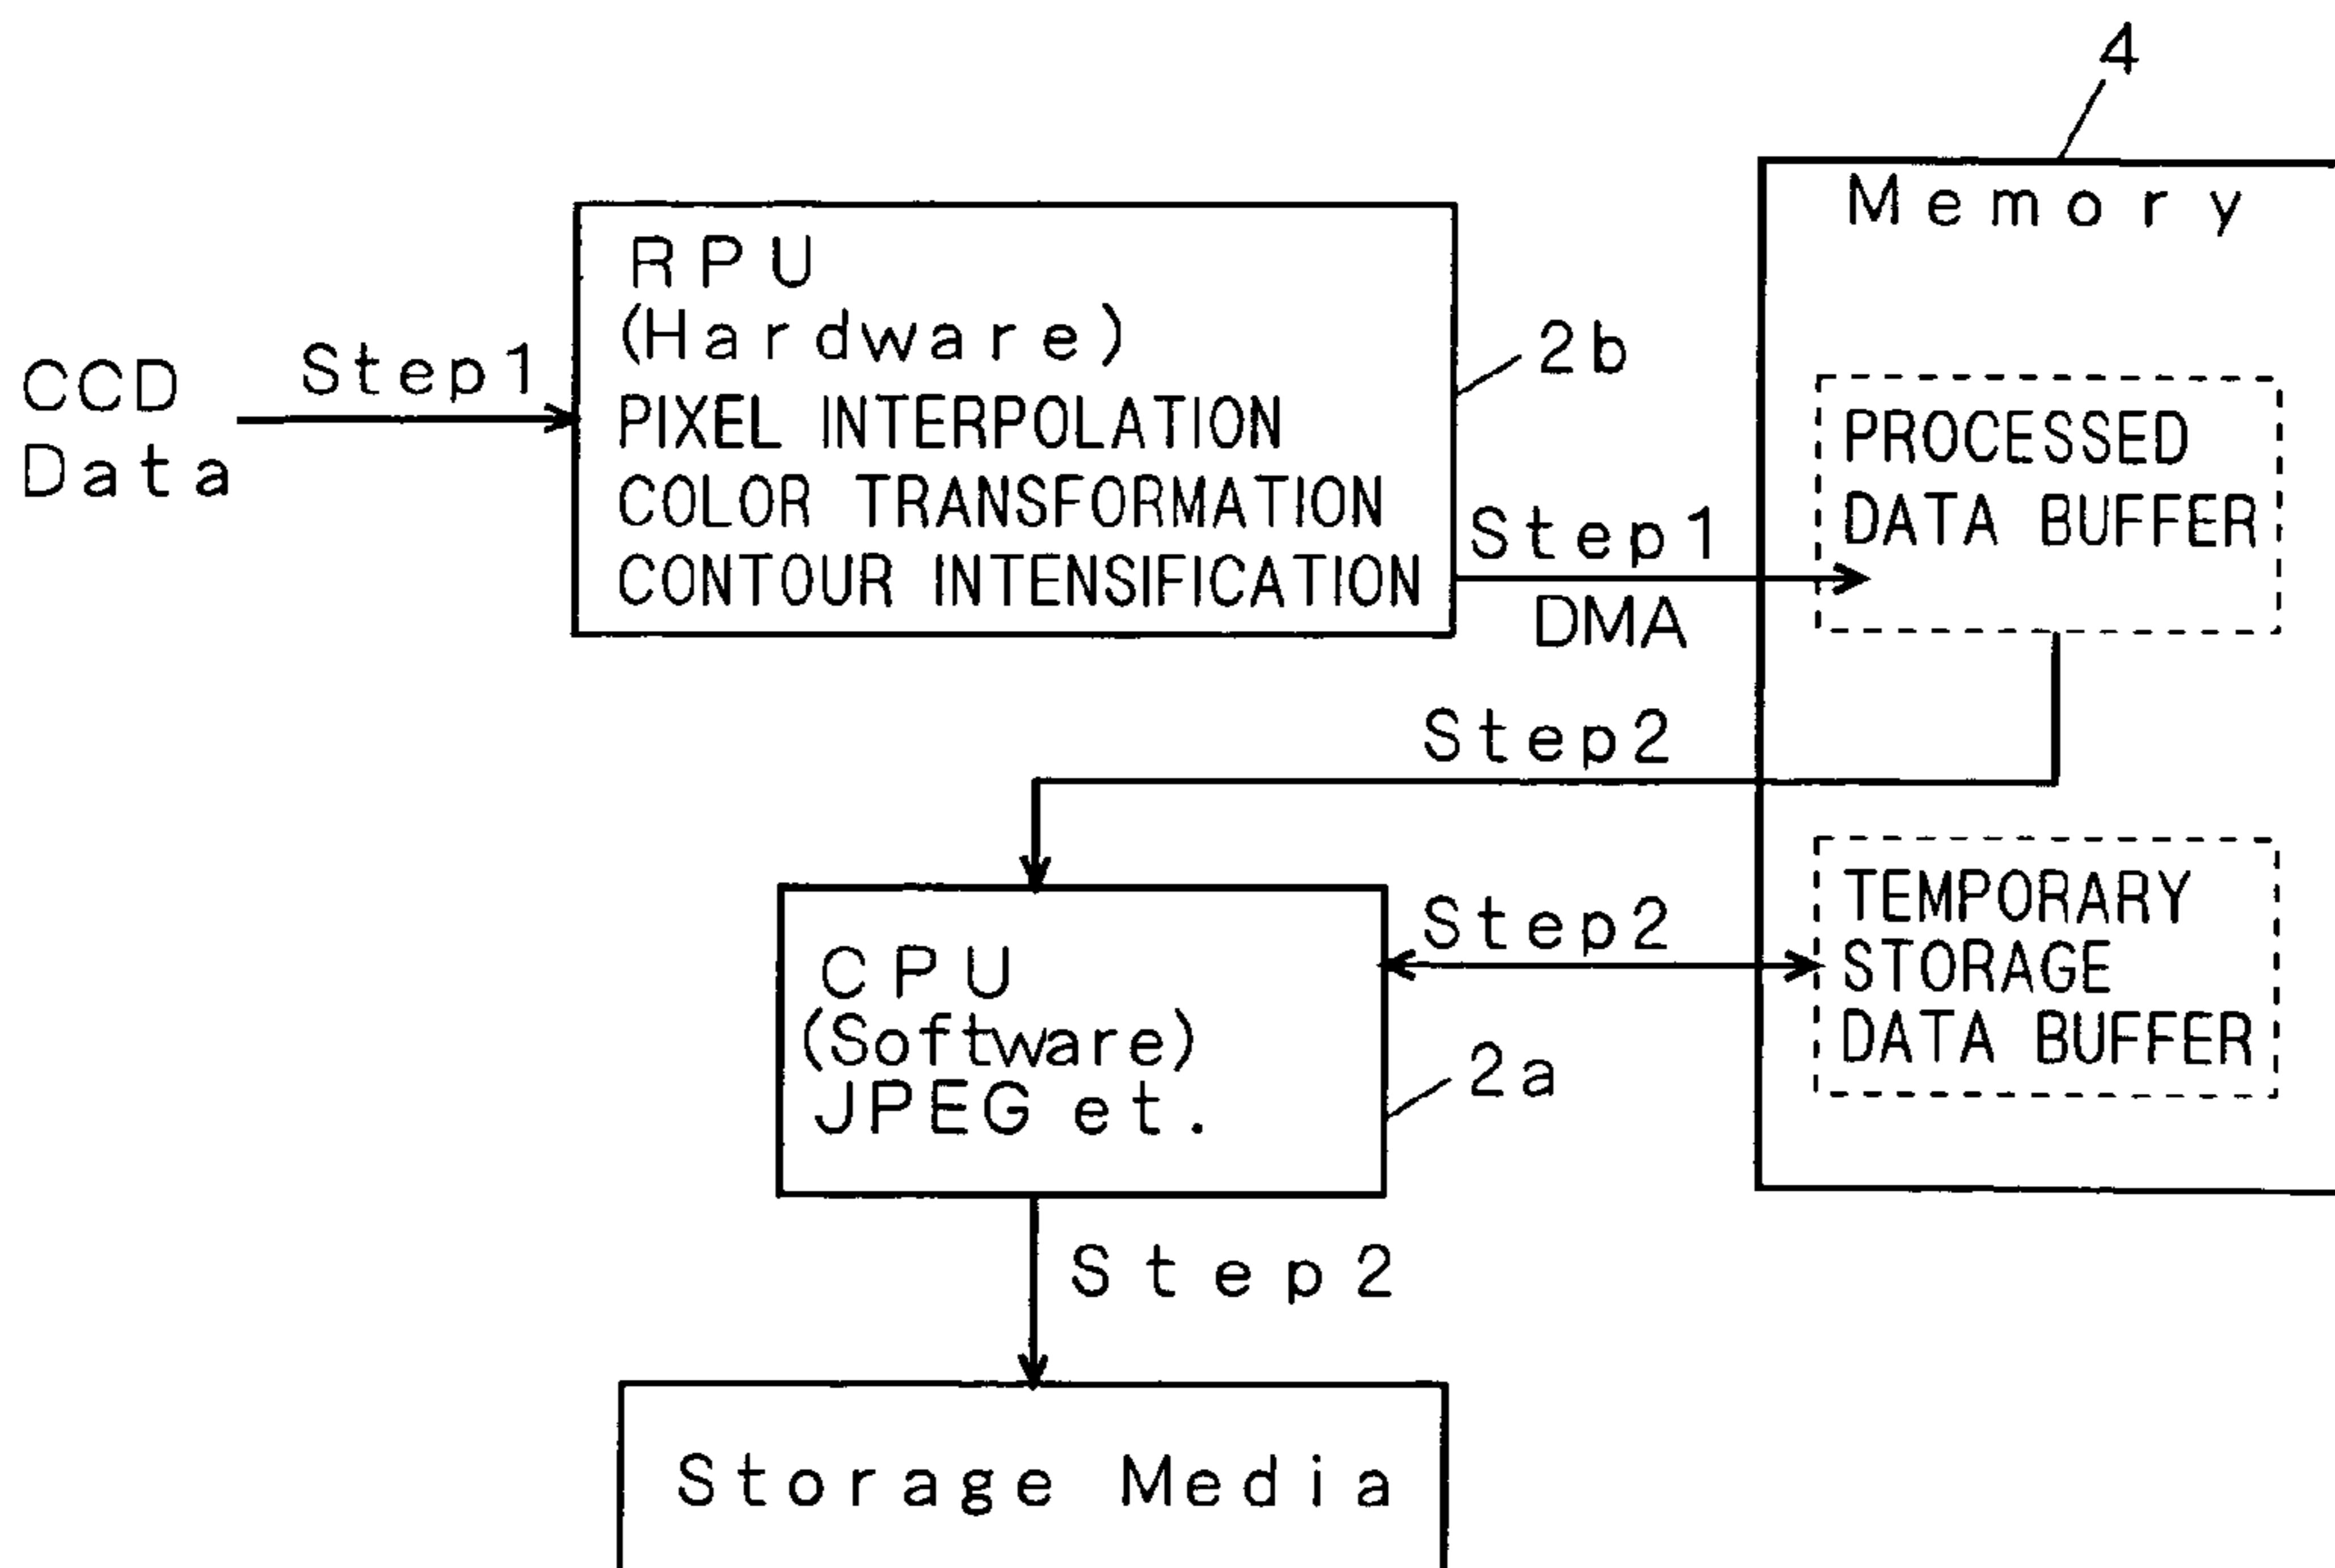 4
Memory
RPU
(Hardware)
PIXEL INTERPOLATION
COLOR TRANSFORMATION
CONTOUR INTENSIFICATION
2b
CCD
Data
Step1
PROCESSED
DATA BUFFER
Step1
DMA
Step2
CPU
(Software)
JPEG et.
2a
Step2
TEMPORARY
STORAGE
DATA BUFFER
Step2
Storage Media